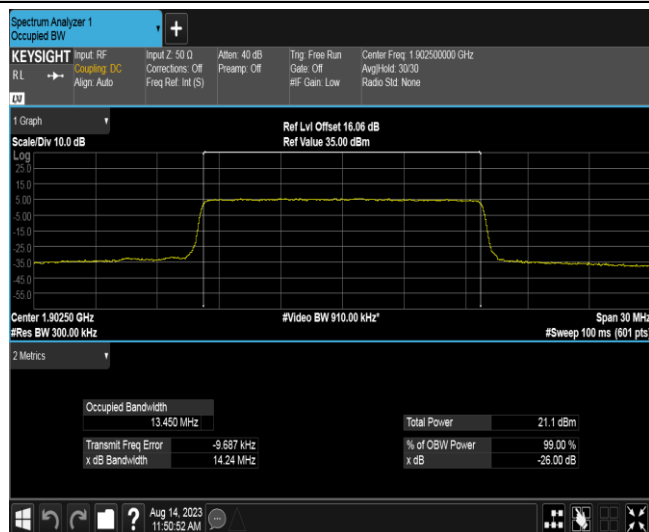 Spectrum Analyzer 1
Occupied BW
KEYSIGHT
RL
LXI
Input: RF
Coupling: DC
Align: Auto
Input Z: 50 Ω
Corrections: Off
Freq Ref: Int (S)
Atten: 40 dB
Preamp: Off
Trig: Free Run
Gate: Off
#IF Gain: Low
Center Freq: 1.902500000 GHz
Avg|Hold: 30/30
Radio Std: None
1 Graph
Scale/Div 10.0 dB
Ref Lvl Offset 16.06 dB
Ref Value 35.00 dBm
Log
25.0
15.0
5.00
-5.00
-15.0
-25.0
-35.0
-45.0
-55.0
Center 1.90250 GHz
#Res BW 300.00 kHz
#Video BW 910.00 kHz*
Span 30 MHz
#Sweep 100 ms (601 pts)
2 Metrics
Occupied Bandwidth
13.450 MHz
Transmit Freq Error -9.687 kHz
x dB Bandwidth 14.24 MHz
Total Power 21.1 dBm
% of OBW Power 99.00 %
x dB -26.00 dB
?
Aug 14, 2023
11:50:52 AM